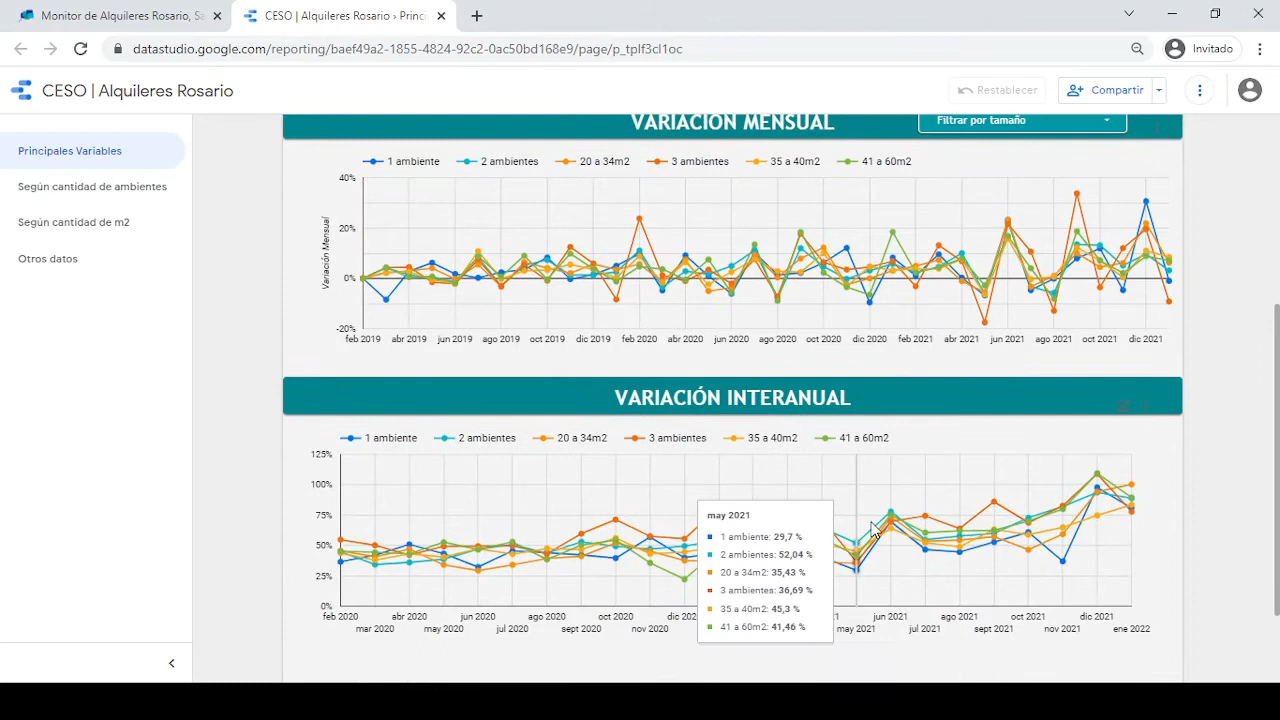 Monitor de Alquileres Rosario, Sa
CESO | Alquileres Rosario › Princ
datastudio.google.com/reporting/baef49a2-1855-4824-92c2-0ac50bd168e9/page/p_tplf3cl1oc
Invitado
CESO | Alquileres Rosario
Restablecer
Compartir
Principales Variables
Según cantidad de ambientes
Según cantidad de m2
Otros datos
VARIACIÓN MENSUAL
Filtrar por tamaño
1 ambiente 2 ambientes 20 a 34m2 3 ambientes 35 a 40m2 41 a 60m2
Variación Mensual
40%
20%
0%
-20%
feb 2019 abr 2019 jun 2019 ago 2019 oct 2019 dic 2019 feb 2020 abr 2020 jun 2020 ago 2020 oct 2020 dic 2020 feb 2021 abr 2021 jun 2021 ago 2021 oct 2021 dic 2021
VARIACIÓN INTERANUAL
1 ambiente 2 ambientes 20 a 34m2 3 ambientes 35 a 40m2 41 a 60m2
125%
100%
75%
50%
25%
0%
may 2021
1 ambiente: 29,7 %
2 ambientes: 52,04 %
20 a 34m2: 35,43 %
3 ambientes: 36,69 %
35 a 40m2: 45,3 %
41 a 60m2: 41,46 %
feb 2020 abr 2020 jun 2020 ago 2020 oct 2020 dic 2020 jun 2021 ago 2021 oct 2021 dic 2021
mar 2020 may 2020 jul 2020 sept 2020 nov 2020 may 2021 jul 2021 sept 2021 nov 2021 ene 2022